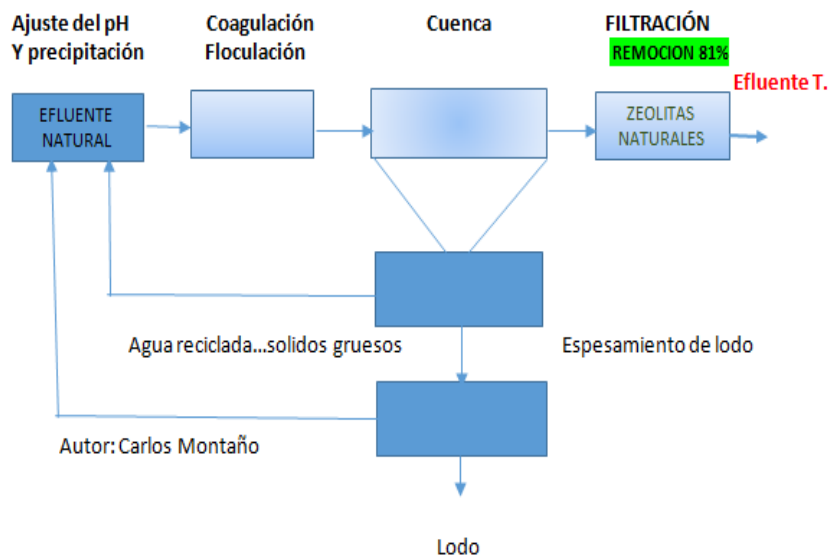 Ajuste del pH
Y precipitación
Coagulación
Floculación
Cuenca
FILTRACIÓN
REMOCION 81%
Efluente T.
EFLUENTE
NATURAL
ZEOLITAS
NATURALES
Agua reciclada...solidos gruesos
Espesamiento de lodo
Autor: Carlos Montaño
Lodo